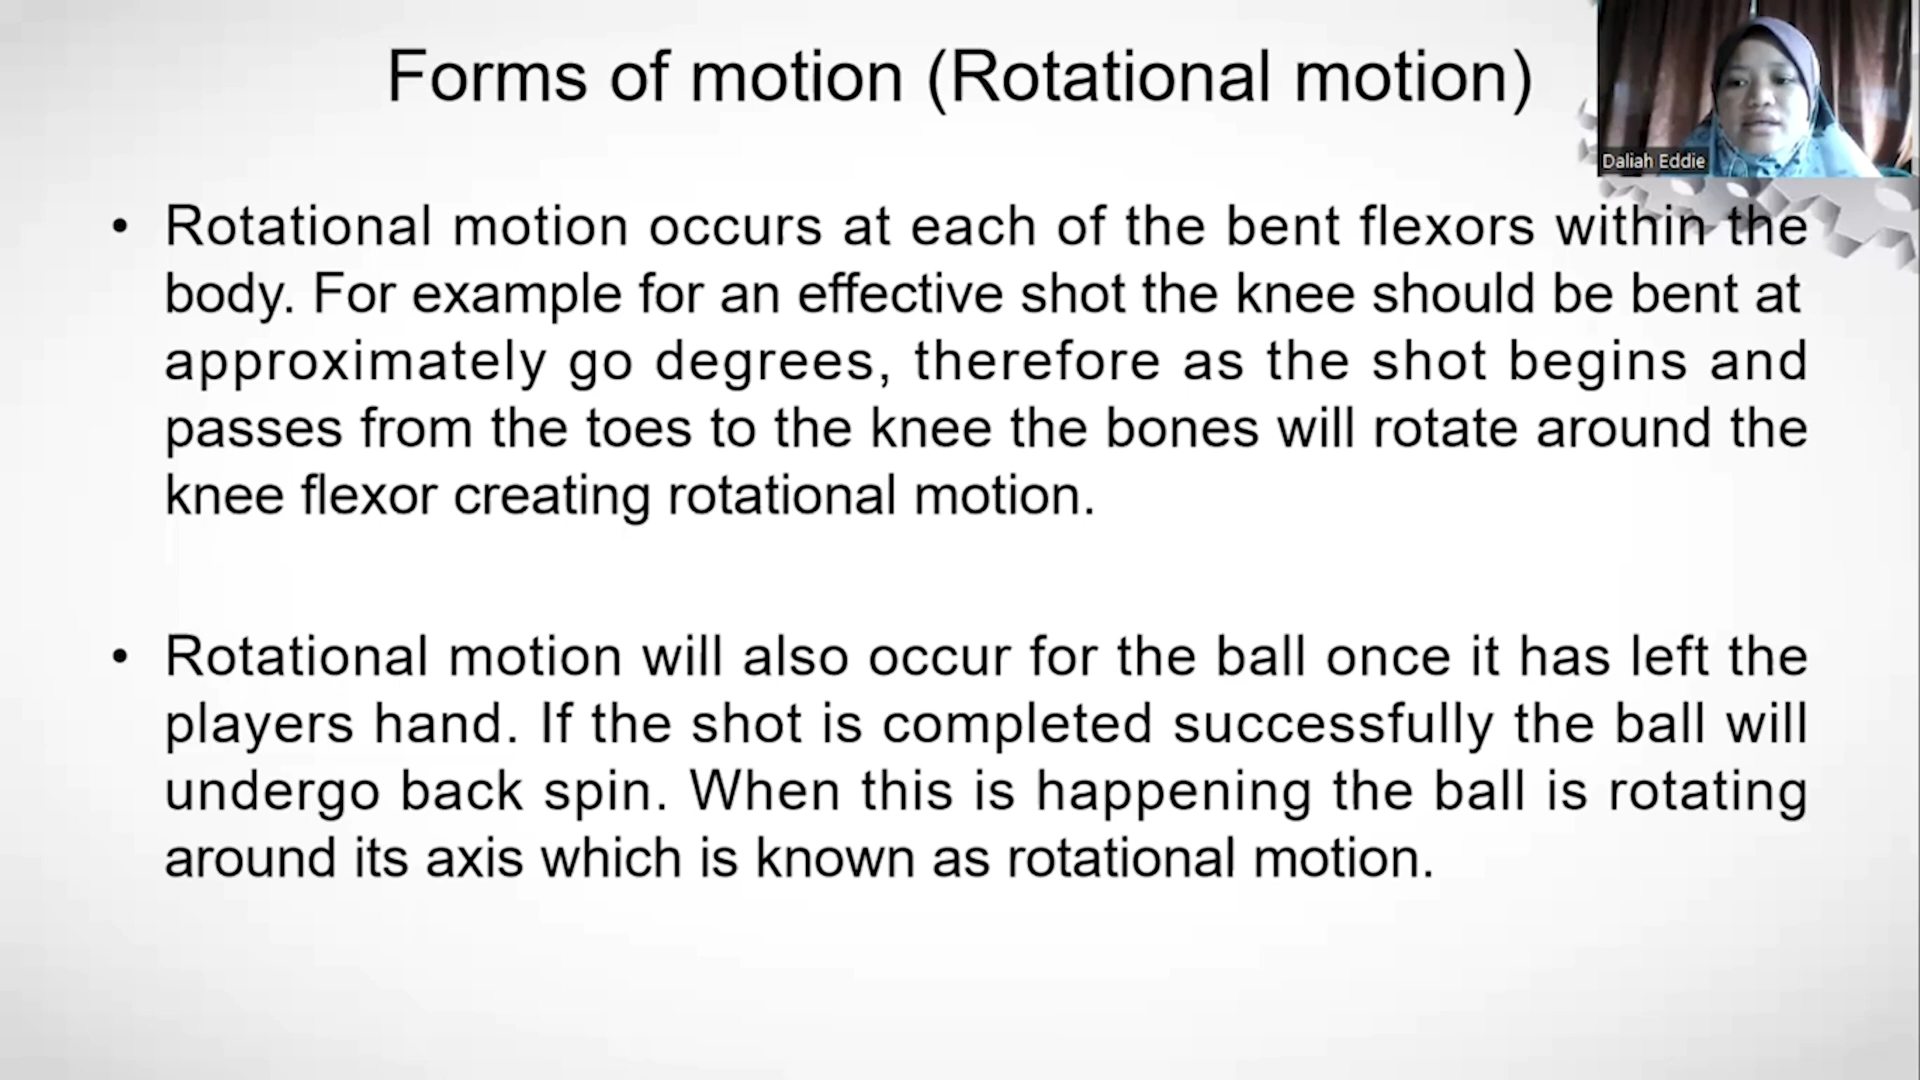 Forms of motion (Rotational motion)
Daliah Eddie
• Rotational motion occurs at each of the bent flexors within the
body. For example for an effective shot the knee should be bent at
approximately go degrees, therefore as the shot begins and
passes from the toes to the knee the bones will rotate around the
knee flexor creating rotational motion.
• Rotational motion will also occur for the ball once it has left the
players hand. If the shot is completed successfully the ball will
undergo back spin. When this is happening the ball is rotating
around its axis which is known as rotational motion.